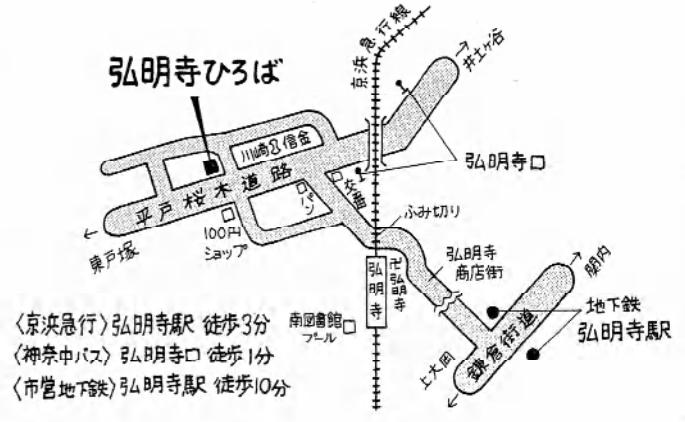 京浜急行線
井土ヶ谷
弘明寺ひろば
川崎信金
弘明寺口
平戸桜木道路
パン
交番
100円
ショップ
東戸塚
ふみ切り
弘明寺
商店街
弘明寺
卍弘明寺
関内
地下鉄
弘明寺駅
南図書館
プール
上大岡
鎌倉街道
〈京浜急行〉弘明寺駅 徒歩3分
〈神奈中バス〉弘明寺口 徒歩1分
〈市営地下鉄〉弘明寺駅 徒歩10分